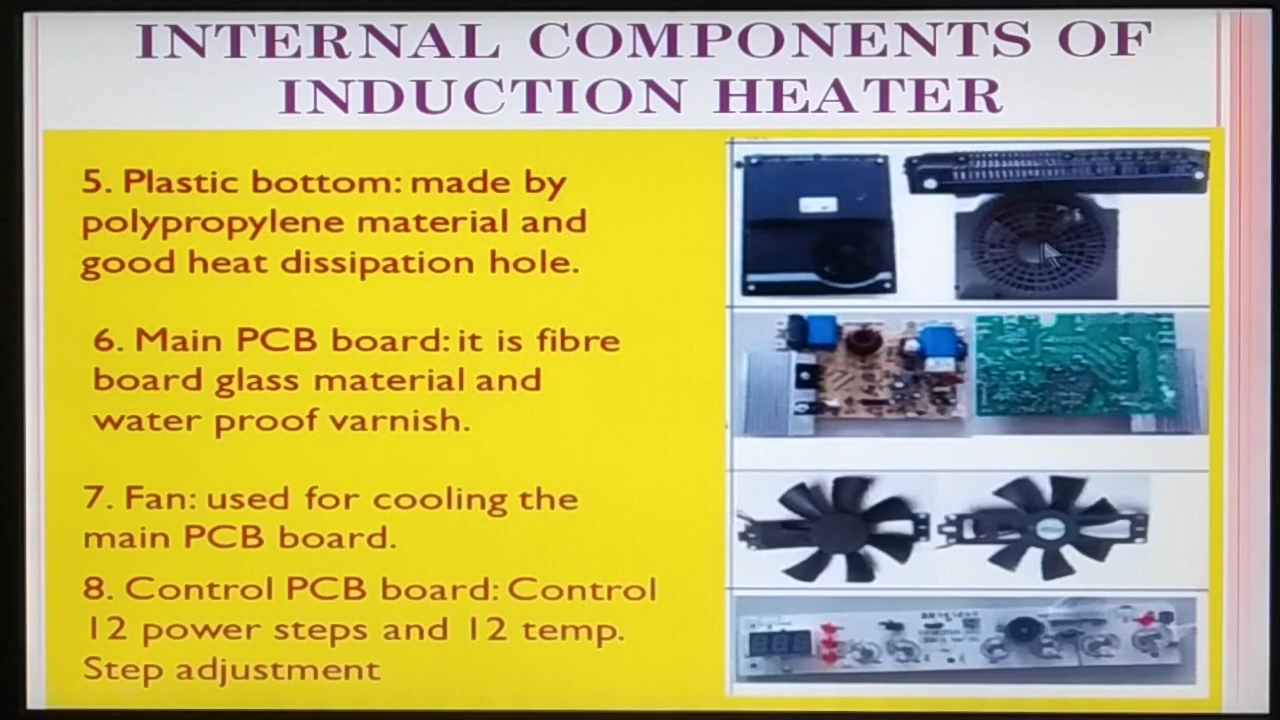 INTERNAL COMPONENTS OF
INDUCTION HEATER
5. Plastic bottom: made by
polypropylene material and
good heat dissipation hole.
6. Main PCB board: it is fibre
board glass material and
water proof varnish.
7. Fan: used for cooling the
main PCB board.
8. Control PCB board: Control
12 power steps and 12 temp.
Step adjustment